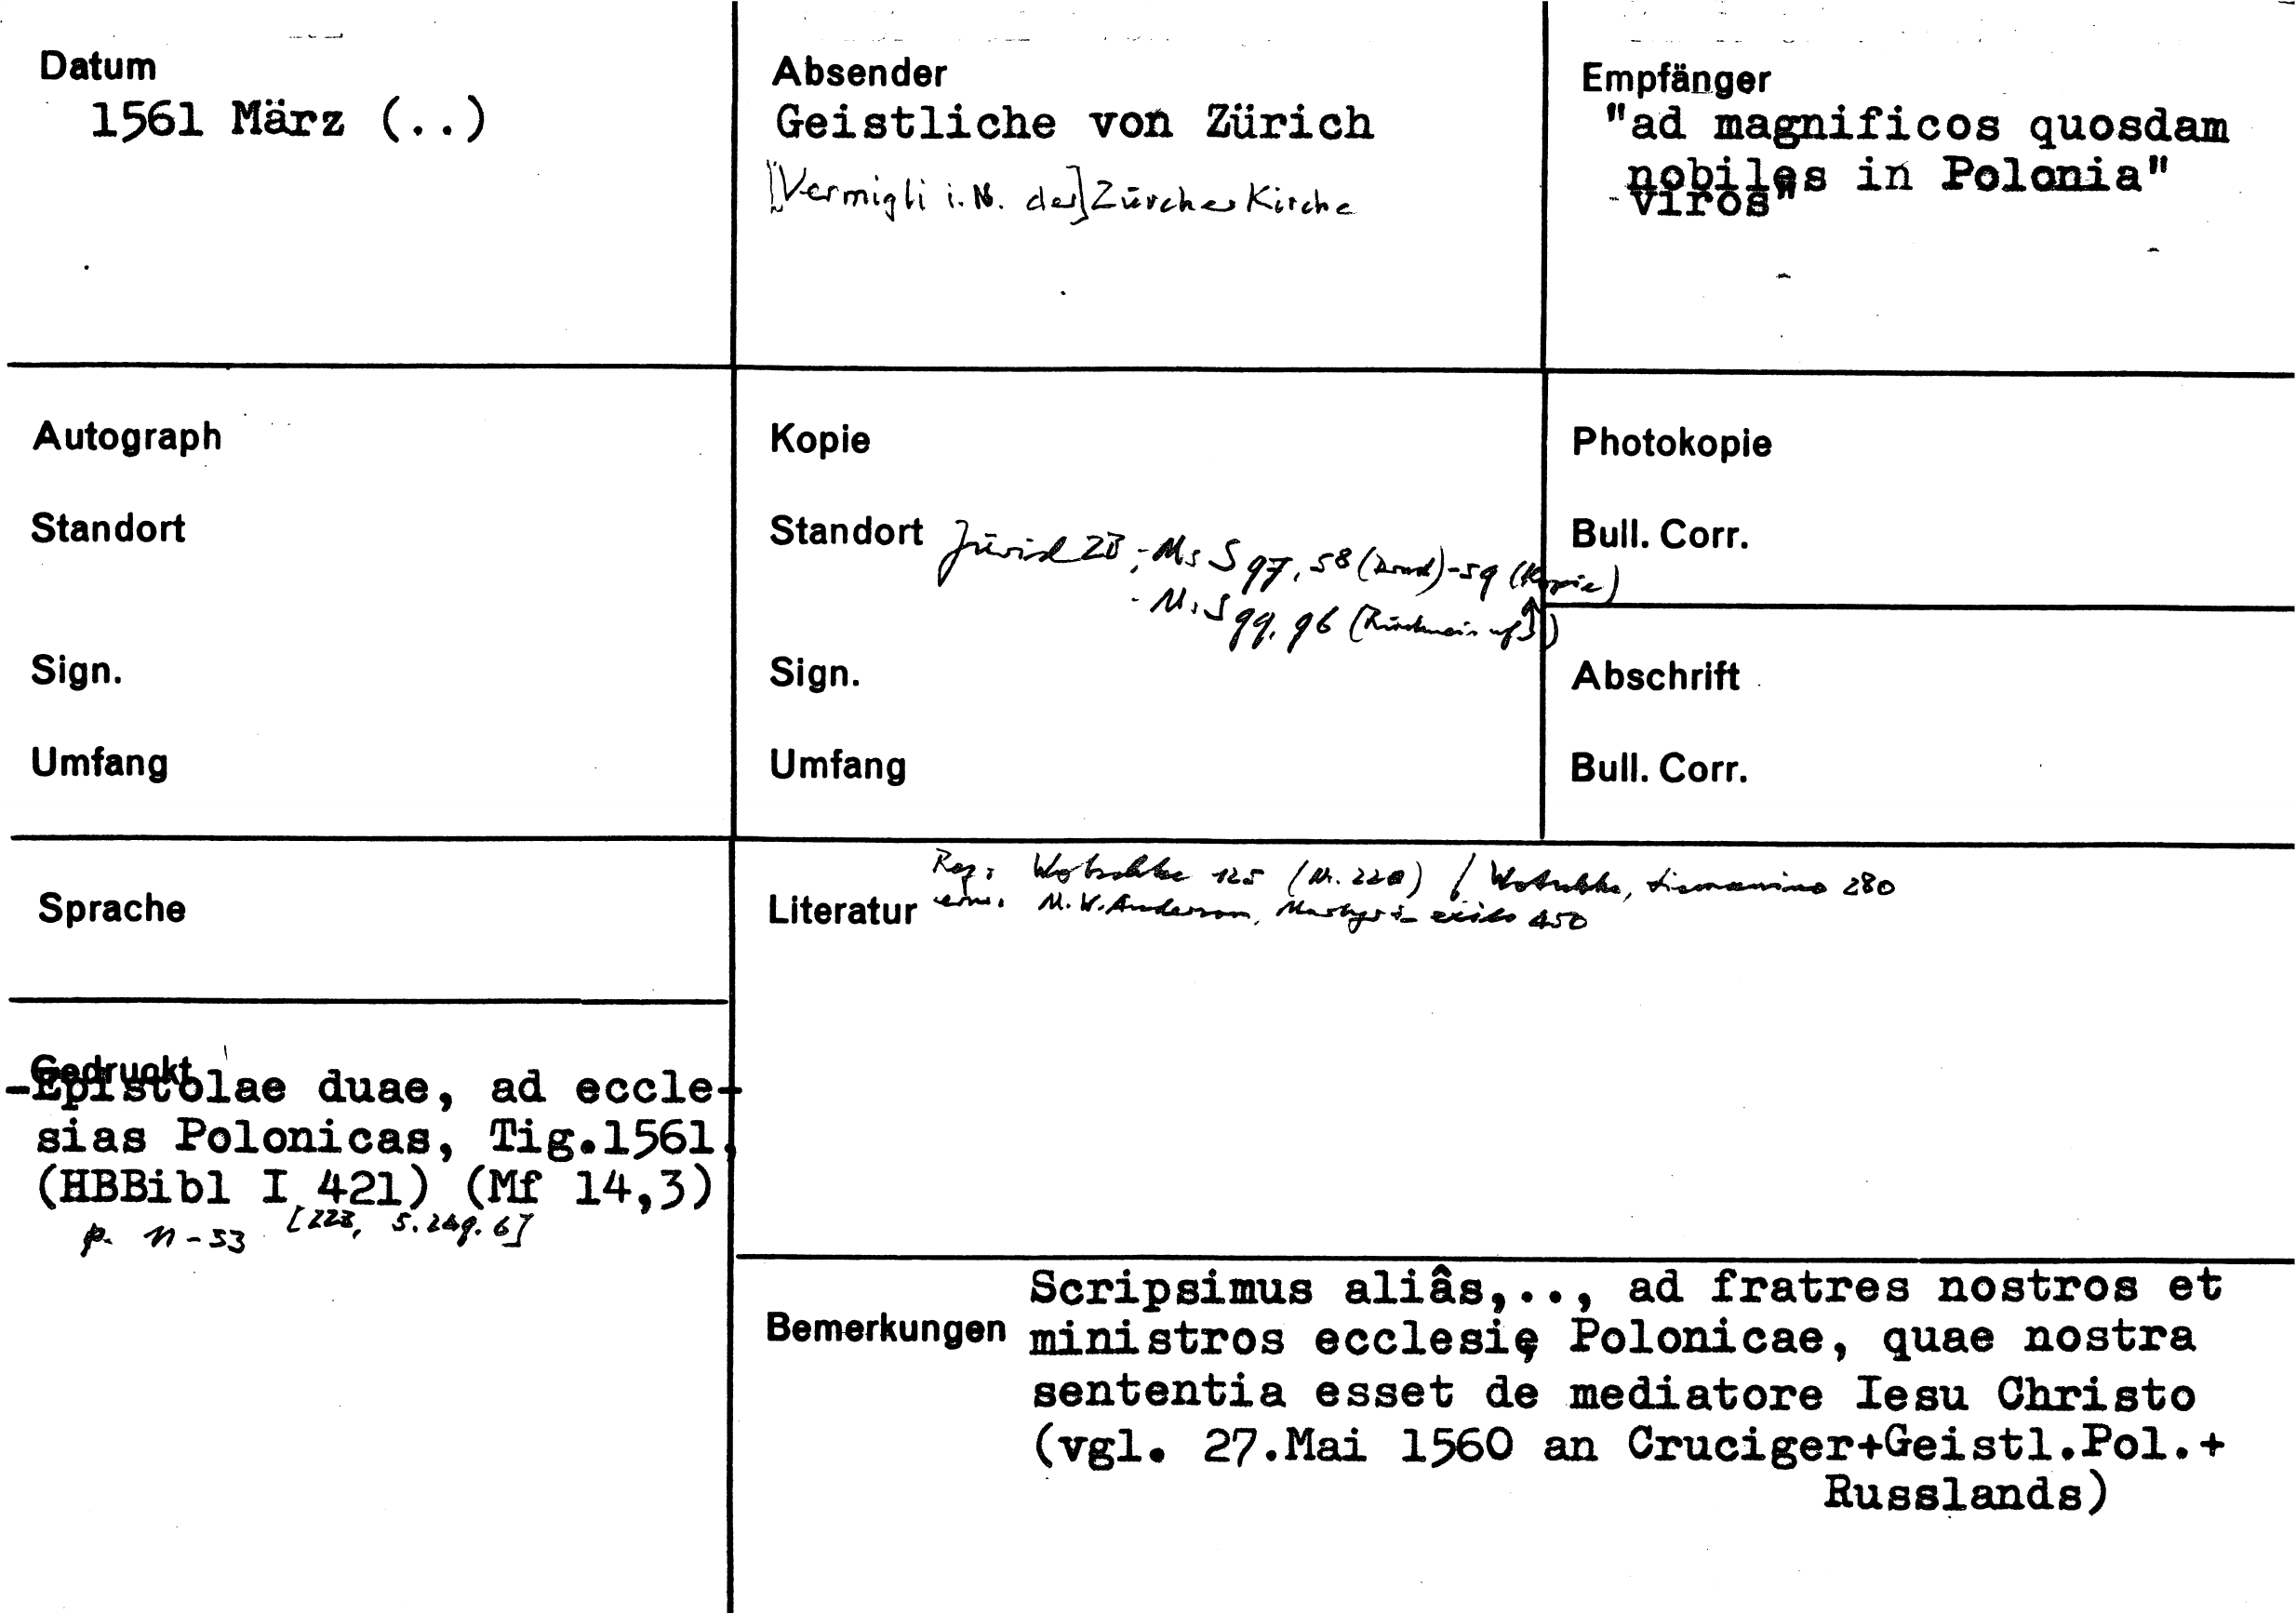 Datum
1561 März (..)
Absender
Geistliche von Zürich
[Vermigli i. N. der] Zürcher Kirche
Empfänger
"ad magnificos quosdam
nobiles in Polonia"
viros"
Autograph
Standort
Sign.
Umfang
Kopie
Standort Zürich ZB, - Ms S 97, 58 (Druck) - 59 (Kopie)
- Ms S 99, 96
Sign.
Umfang
Photokopie
Bull. Corr.
Abschrift
Bull. Corr.
Sprache
Reg: Wotschke 125 (Nr. 220) / Wotschke, Lismanino 280
Literatur erw. M. W. Anderson, Martyr in exile 450
Gedruckt
-Epistolae duae, ad eccle-
sias Polonicas, Tig.1561,
(HBBibl I 421) (Mf 14,3)
p. 11-53 [ZZB, 5.249.6]
Bemerkungen
Scripsimus aliâs,.., ad fratres nostros et
ministros ecclesię Polonicae, quae nostra
sententia esset de mediatore Iesu Christo
(vgl. 27.Mai 1560 an Cruciger+Geistl.Pol.+
Russlands)